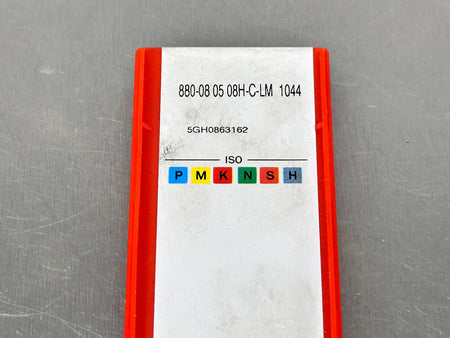 880-08 05 08H-C-LM 1044
5GH0863162
ISO
P M K N S H